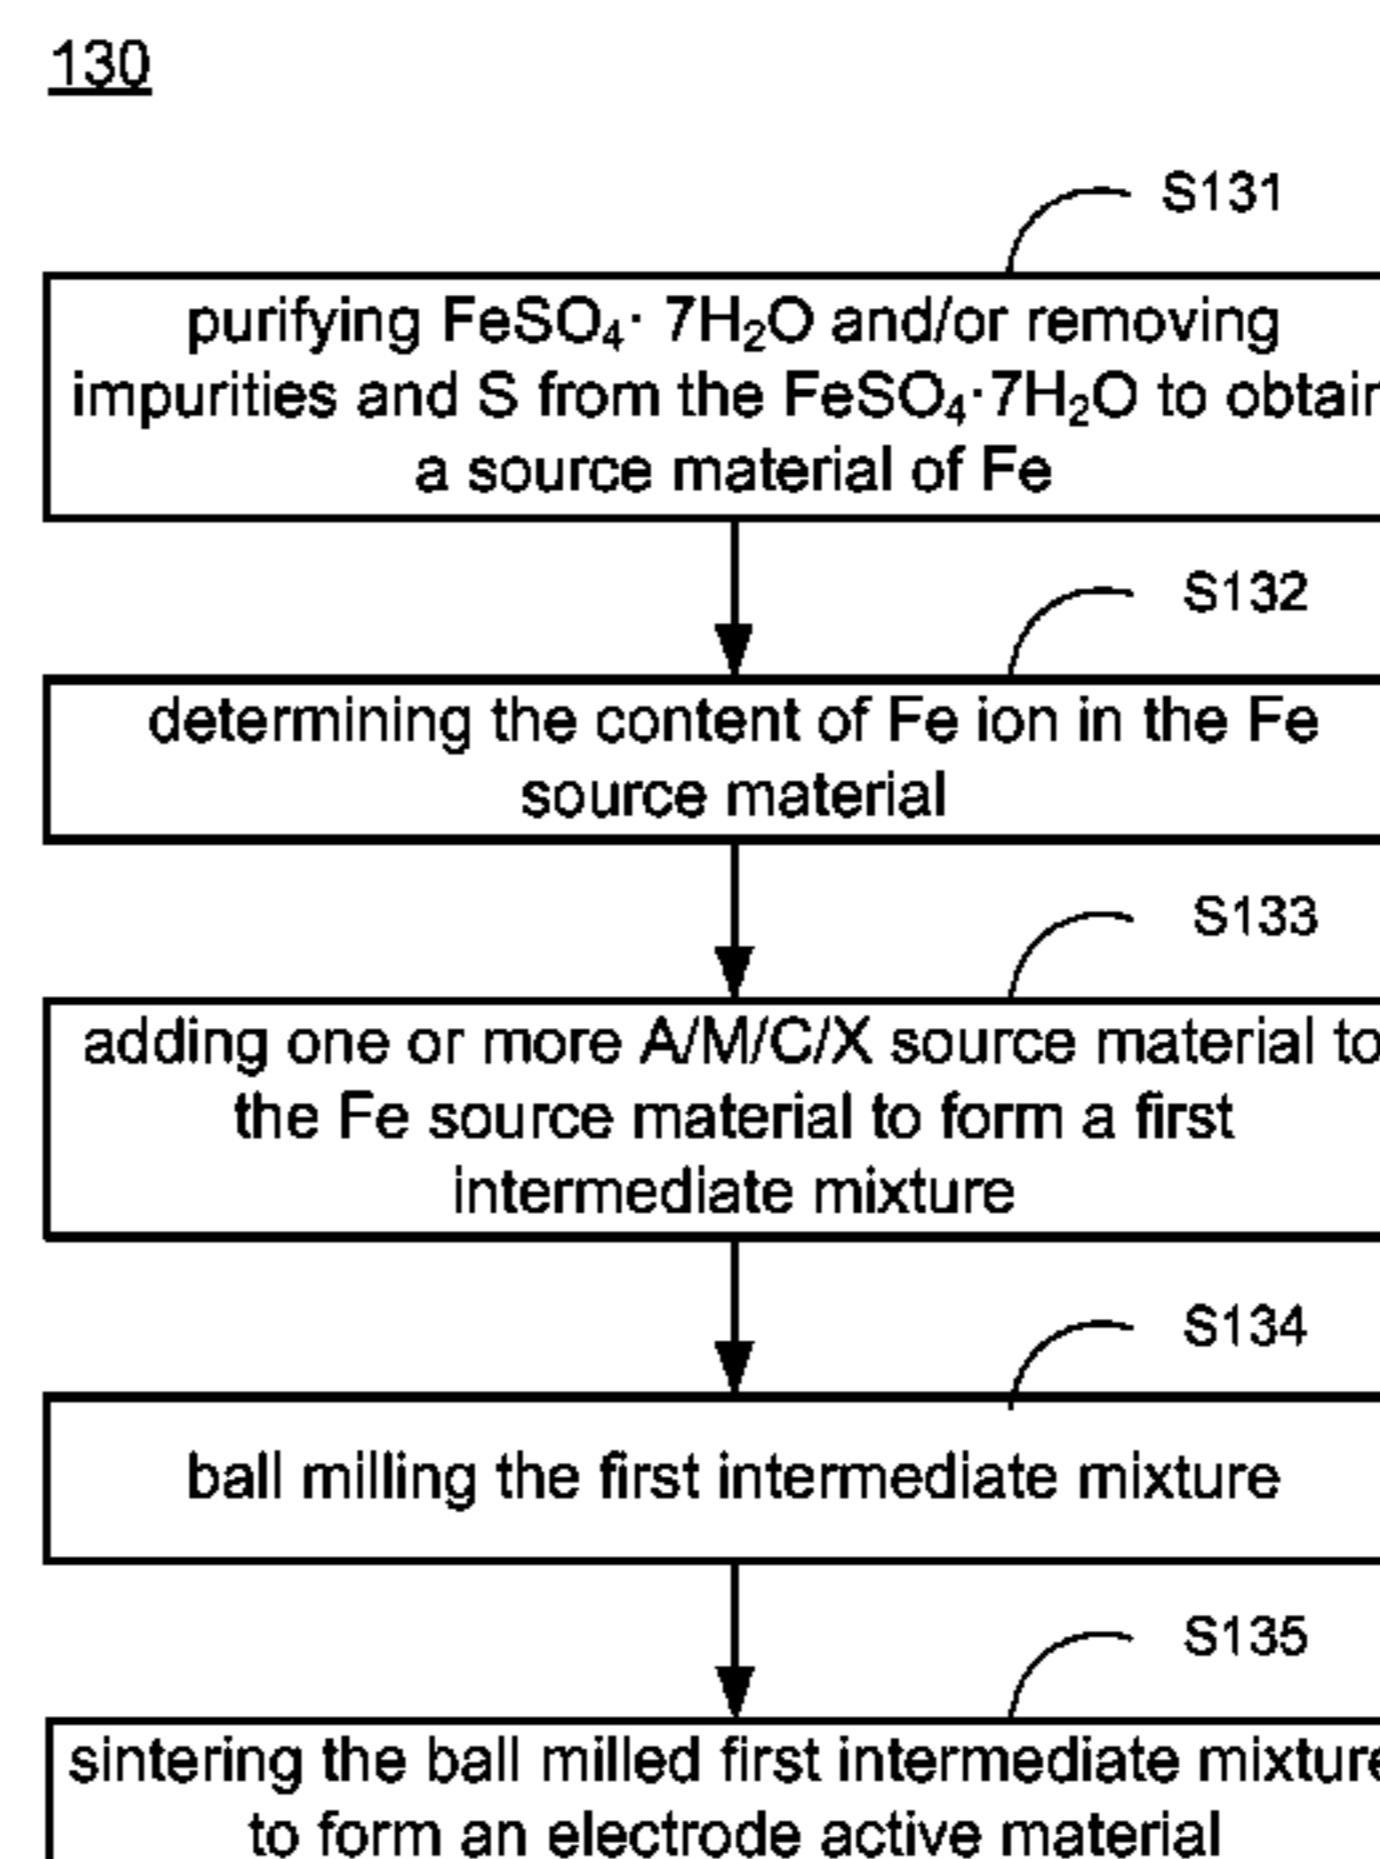 130
S131
purifying FeSO₄· 7H₂O and/or removing
impurities and S from the FeSO₄·7H₂O to obtain
a source material of Fe
S132
determining the content of Fe ion in the Fe
source material
S133
adding one or more A/M/C/X source material to
the Fe source material to form a first
intermediate mixture
S134
ball milling the first intermediate mixture
S135
sintering the ball milled first intermediate mixture
to form an electrode active material